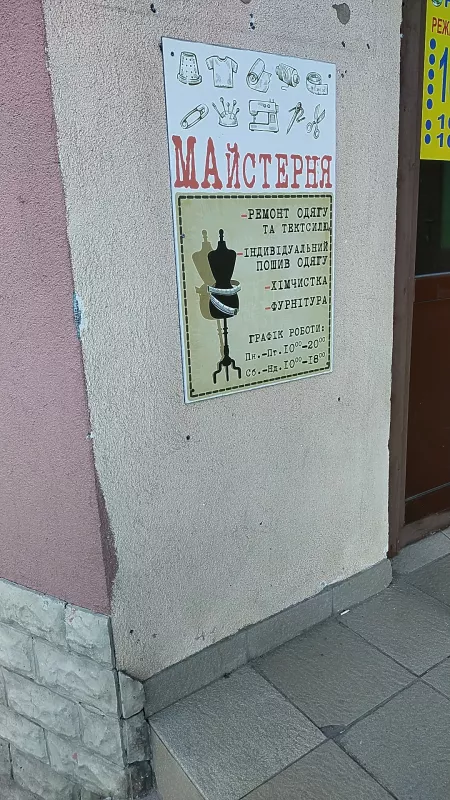 МАЙСТЕРНЯ
-РЕМОНТ ОДЯГУ
ТА ТЕКТСИЛЮ
-ІНДИВІДУАЛЬНИЙ
ПОШИВ ОДЯГУ
-ХІМЧИСТКА
-ФУРНІТУРА
ГРАФІК РОБОТИ:
Пн.-Пт.10⁰⁰-20⁰⁰
Сб.-Нд.10⁰⁰-18⁰⁰